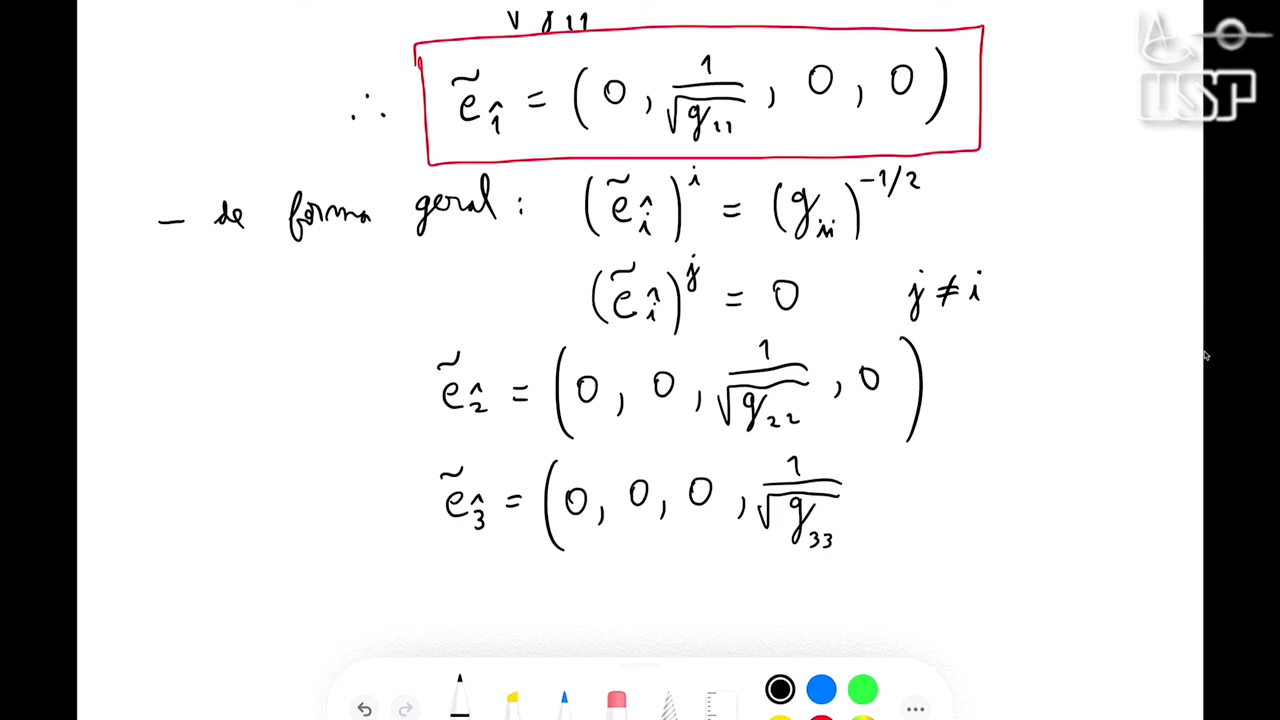 √g₁₁
∴ ẽ_1̂ = (0, 1/√g₁₁, 0, 0)
USP
– de forma geral: (ẽ_î)^i = (g_ii)^{-1/2}
(ẽ_î)^j = 0 j ≠ i
ẽ_2̂ = (0, 0, 1/√g₂₂, 0)
ẽ_3̂ = (0, 0, 0, 1/√g₃₃